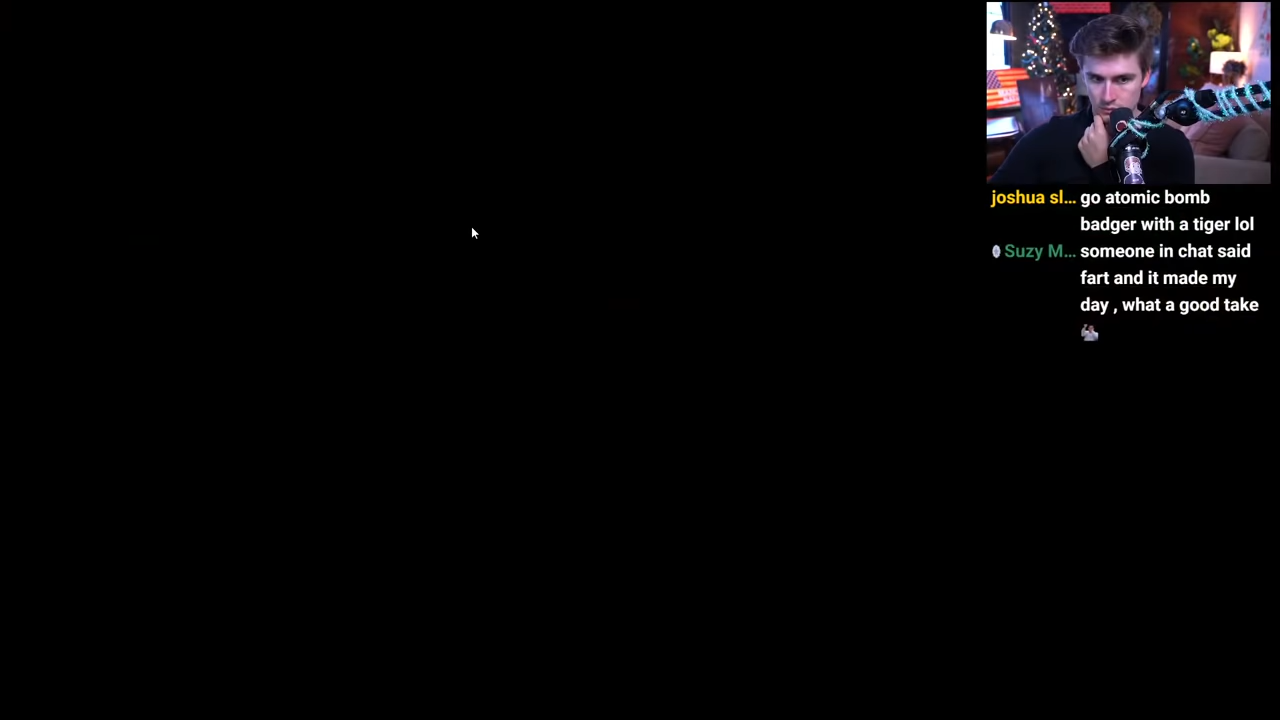 joshua sl... go atomic bomb
badger with a tiger lol
Suzy M... someone in chat said
fart and it made my
day , what a good take